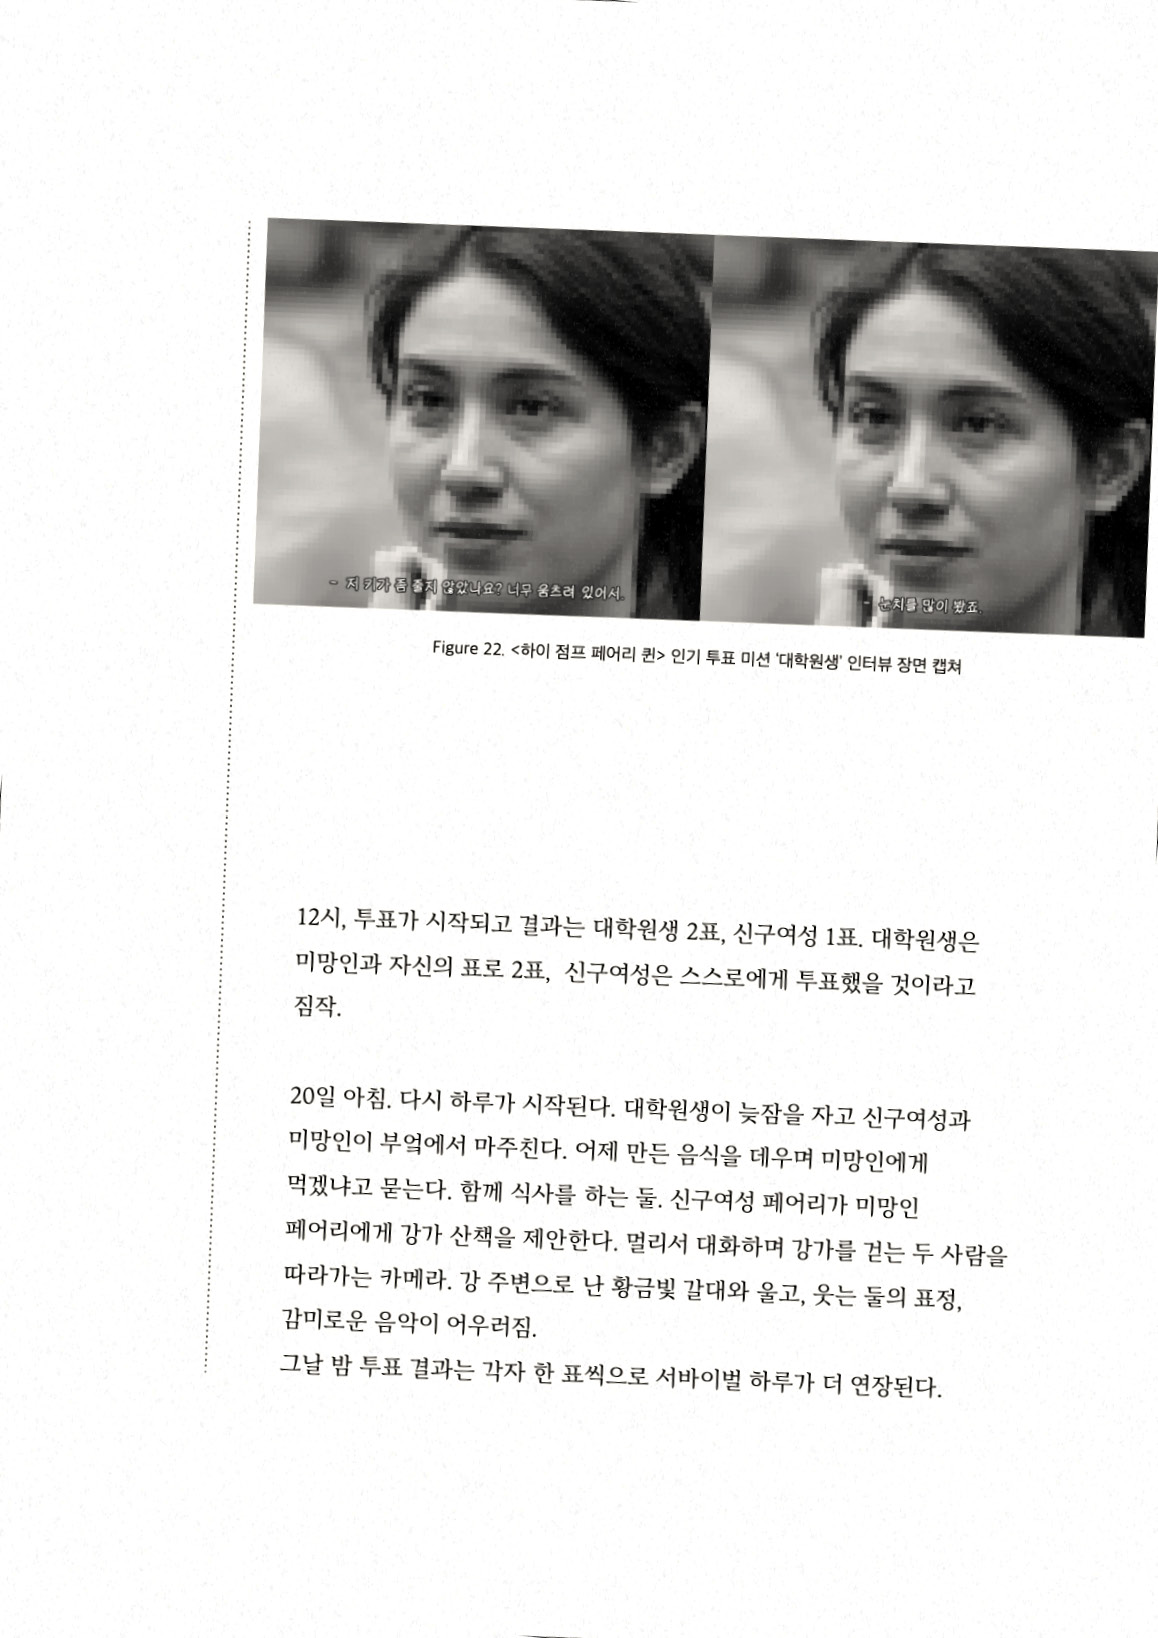 - 저 키가 좀 줄지 않았나요? 너무 움츠려 있어서.
- 눈치를 많이 봤죠.
Figure 22. <하이 점프 페어리 퀸> 인기 투표 미션 ‘대학원생’ 인터뷰 장면 캡쳐
12시, 투표가 시작되고 결과는 대학원생 2표, 신구여성 1표. 대학원생은
미망인과 자신의 표로 2표, 신구여성은 스스로에게 투표했을 것이라고
짐작.
20일 아침. 다시 하루가 시작된다. 대학원생이 늦잠을 자고 신구여성과
미망인이 부엌에서 마주친다. 어제 만든 음식을 데우며 미망인에게
먹겠냐고 묻는다. 함께 식사를 하는 둘. 신구여성 페어리가 미망인
페어리에게 강가 산책을 제안한다. 멀리서 대화하며 강가를 걷는 두 사람을
따라가는 카메라. 강 주변으로 난 황금빛 갈대와 울고, 웃는 둘의 표정,
감미로운 음악이 어우러짐.
그날 밤 투표 결과는 각자 한 표씩으로 서바이벌 하루가 더 연장된다.